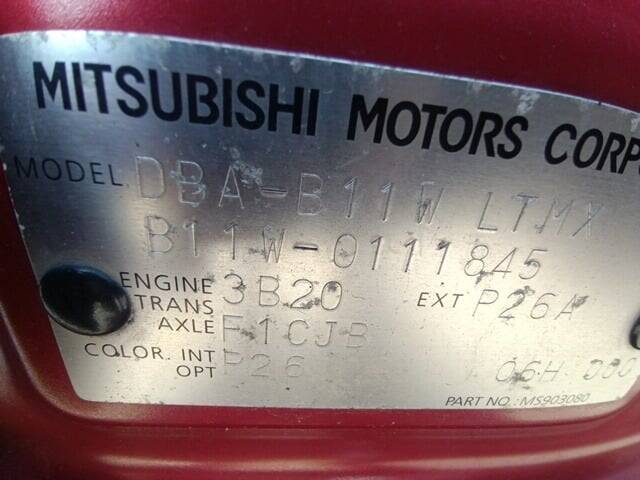 MITSUBISHI MOTORS CORPO
MODEL DBA-B11W LTMX
B11W-0111845
ENGINE 3B20 EXT P26A
TRANS
AXLE F1CJB
COLOR. INT P26
OPT 06H 000
PART NO.:MS903080